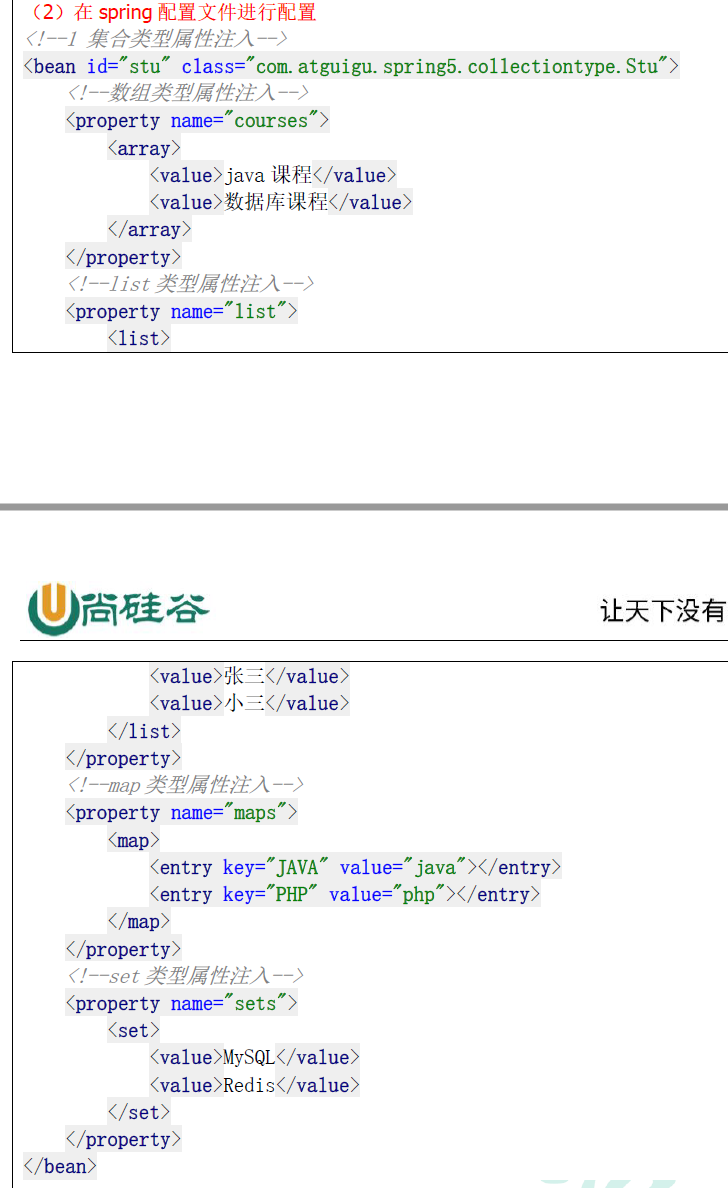 （2）在 spring 配置文件进行配置
<!--1 集合类型属性注入-->
<bean id="stu" class="com.atguigu.spring5.collectiontype.Stu">
    <!--数组类型属性注入-->
    <property name="courses">
        <array>
            <value>java 课程</value>
            <value>数据库课程</value>
        </array>
    </property>
    <!--list 类型属性注入-->
    <property name="list">
        <list>
尚硅谷
让天下没有
            <value>张三</value>
            <value>小三</value>
        </list>
    </property>
    <!--map 类型属性注入-->
    <property name="maps">
        <map>
            <entry key="JAVA" value="java"></entry>
            <entry key="PHP" value="php"></entry>
        </map>
    </property>
    <!--set 类型属性注入-->
    <property name="sets">
        <set>
            <value>MySQL</value>
            <value>Redis</value>
        </set>
    </property>
</bean>